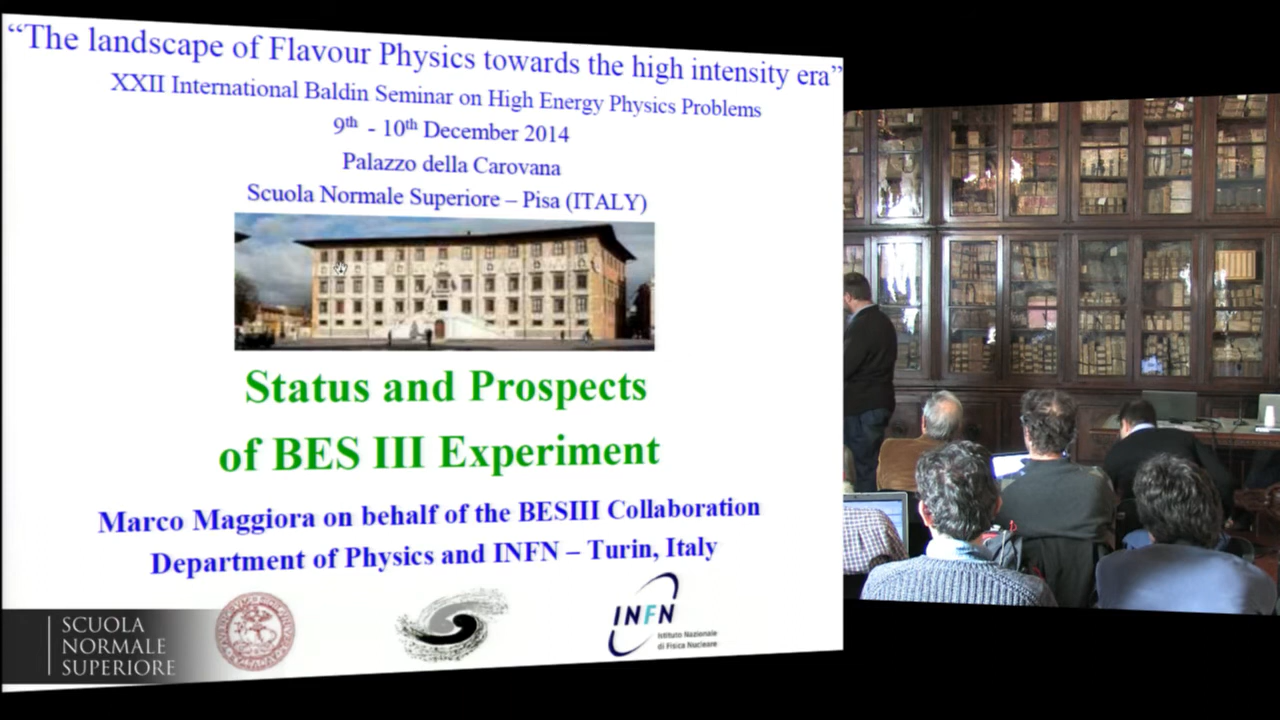 “The landscape of Flavour Physics towards the high intensity era”
XXII International Baldin Seminar on High Energy Physics Problems
9th - 10th December 2014
Palazzo della Carovana
Scuola Normale Superiore – Pisa (ITALY)
Status and Prospects
of BES III Experiment
Marco Maggiora on behalf of the BESIII Collaboration
Department of Physics and INFN – Turin, Italy
SCUOLA
NORMALE
SUPERIORE
INFN
Istituto Nazionale
di Fisica Nucleare